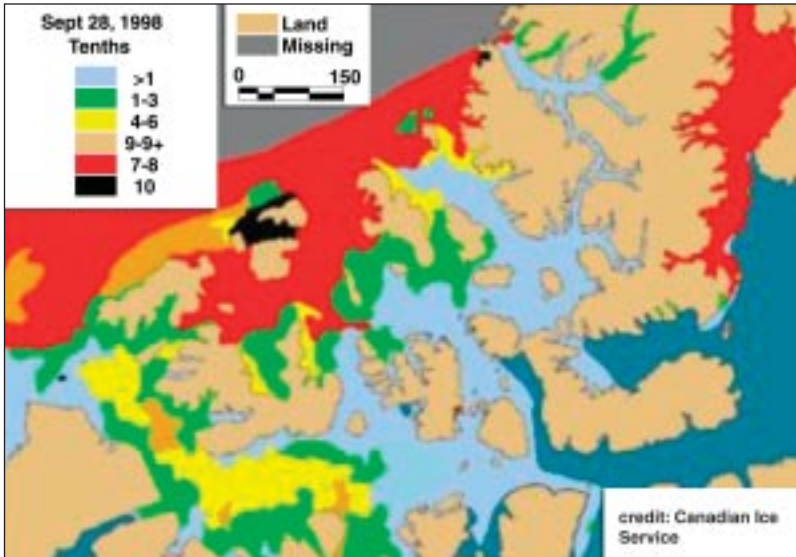 Sept 28, 1998
Tenths
>1
1-3
4-6
9-9+
7-8
10
Land
Missing
0 150
credit: Canadian Ice
Service